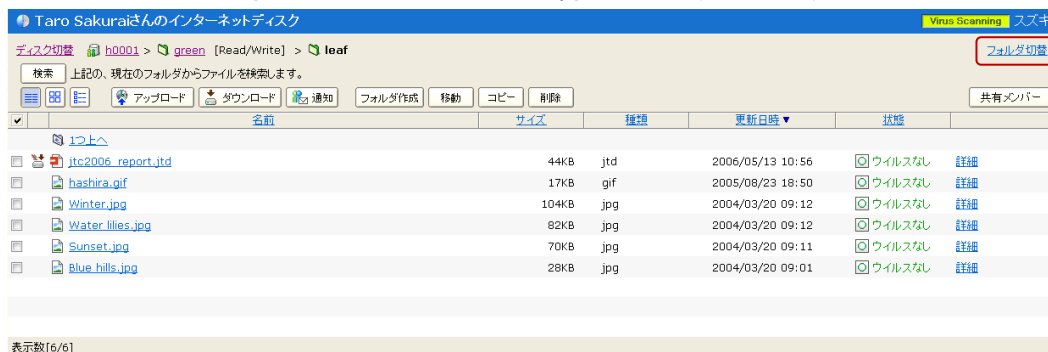 Taro Sakuraiさんのインターネットディスク Virus Scanning スズキ
ディスク切替 h0001 > green [Read/Write] > leaf フォルダ切替
検索 上記の、現在のフォルダからファイルを検索します。
アップロード ダウンロード 通知 フォルダ作成 移動 コピー 削除 共有メンバー
名前 サイズ 種類 更新日時▼ 状態
1つ上へ
jtc2006_report.jtd 44KB jtd 2006/05/13 10:56 ウイルスなし 詳細
hashira.gif 17KB gif 2005/08/23 18:50 ウイルスなし 詳細
Winter.jpg 104KB jpg 2004/03/20 09:12 ウイルスなし 詳細
Water lilies.jpg 82KB jpg 2004/03/20 09:12 ウイルスなし 詳細
Sunset.jpg 70KB jpg 2004/03/20 09:11 ウイルスなし 詳細
Blue hills.jpg 28KB jpg 2004/03/20 09:01 ウイルスなし 詳細
表示数[6/6]